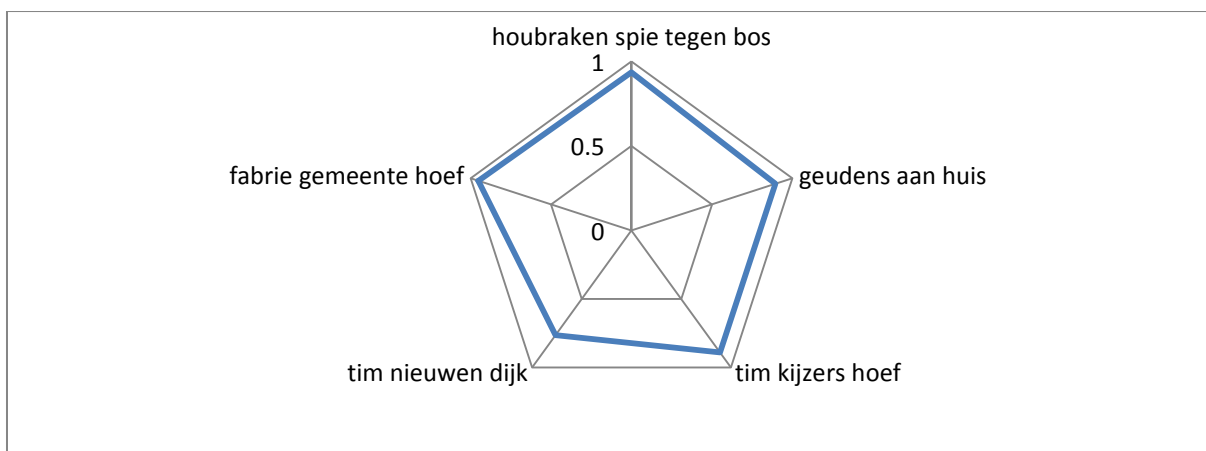 houbraken spie tegen bos
1
0.5
0
geudens aan huis
fabrie gemeente hoef
tim nieuwen dijk
tim kijzers hoef